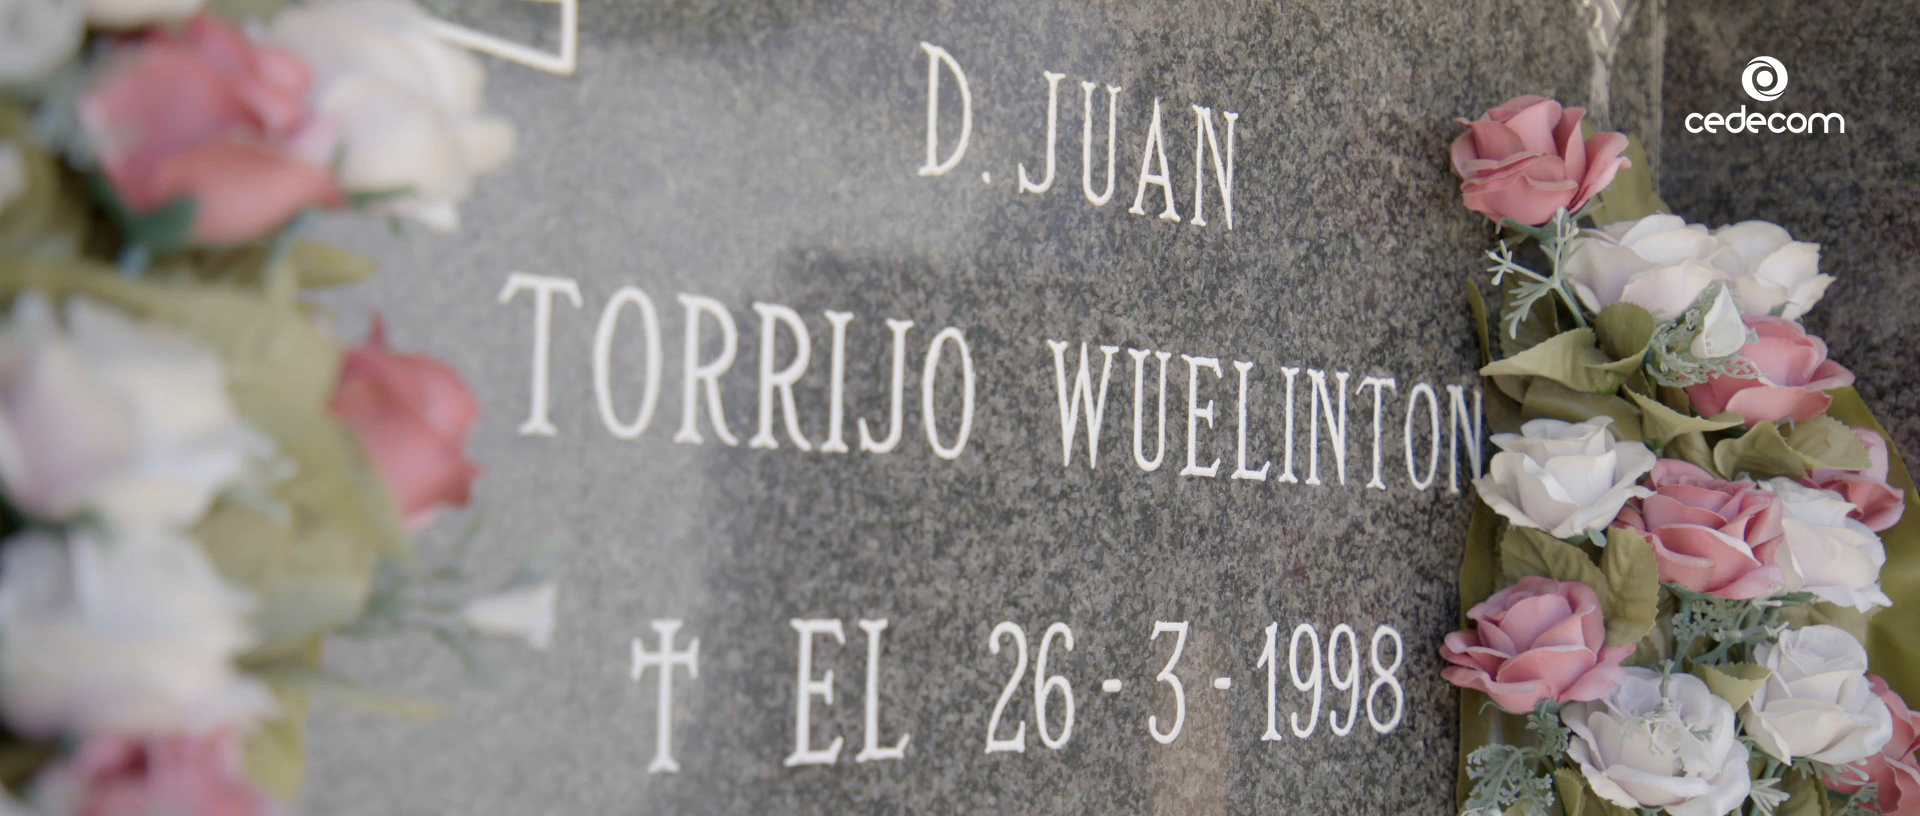 cedecom
D. JUAN
TORRIJO WUELINTON
† EL 26-3-1998